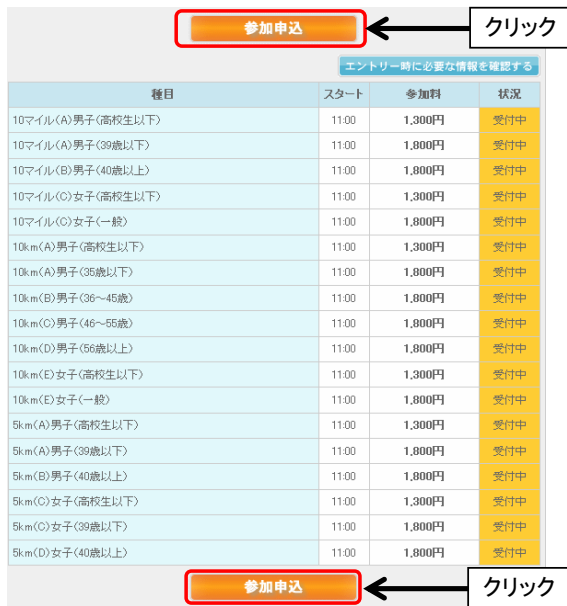 参加申込 クリック
エントリー時に必要な情報を確認する
種目 スタート 参加料 状況
10マイル(A)男子(高校生以下) 11:00 1,300円 受付中
10マイル(A)男子(39歳以下) 11:00 1,800円 受付中
10マイル(B)男子(40歳以上) 11:00 1,800円 受付中
10マイル(C)女子(高校生以下) 11:00 1,300円 受付中
10マイル(C)女子(一般) 11:00 1,800円 受付中
10km(A)男子(高校生以下) 11:00 1,300円 受付中
10km(A)男子(35歳以下) 11:00 1,800円 受付中
10km(B)男子(36～45歳) 11:00 1,800円 受付中
10km(C)男子(46～55歳) 11:00 1,800円 受付中
10km(D)男子(56歳以上) 11:00 1,800円 受付中
10km(E)女子(高校生以下) 11:00 1,300円 受付中
10km(E)女子(一般) 11:00 1,800円 受付中
5km(A)男子(高校生以下) 11:00 1,300円 受付中
5km(A)男子(39歳以下) 11:00 1,800円 受付中
5km(B)男子(40歳以上) 11:00 1,800円 受付中
5km(C)女子(高校生以下) 11:00 1,300円 受付中
5km(C)女子(39歳以下) 11:00 1,800円 受付中
5km(D)女子(40歳以上) 11:00 1,800円 受付中
参加申込 クリック